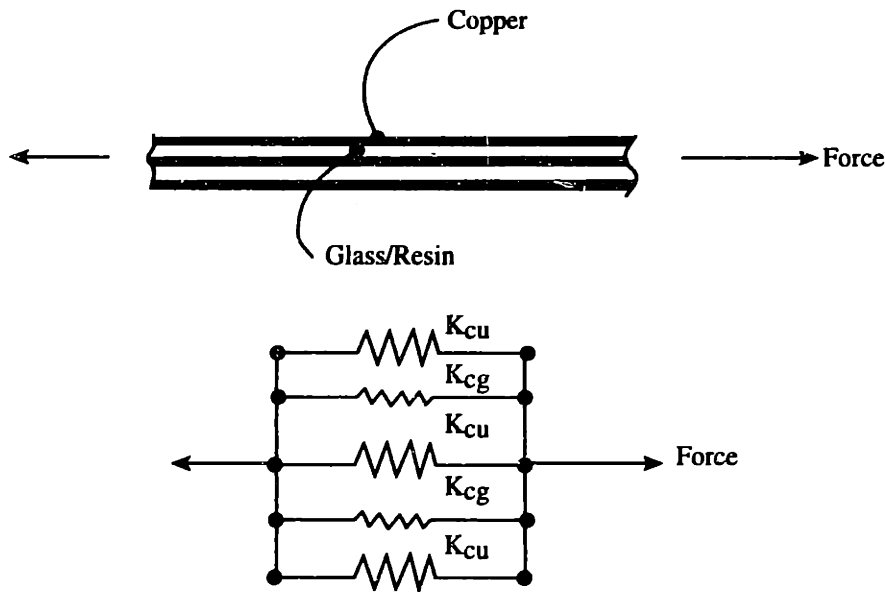 Copper
Force
Glass/Resin
Kcu
Kcg
Kcu
Force
Kcg
Kcu